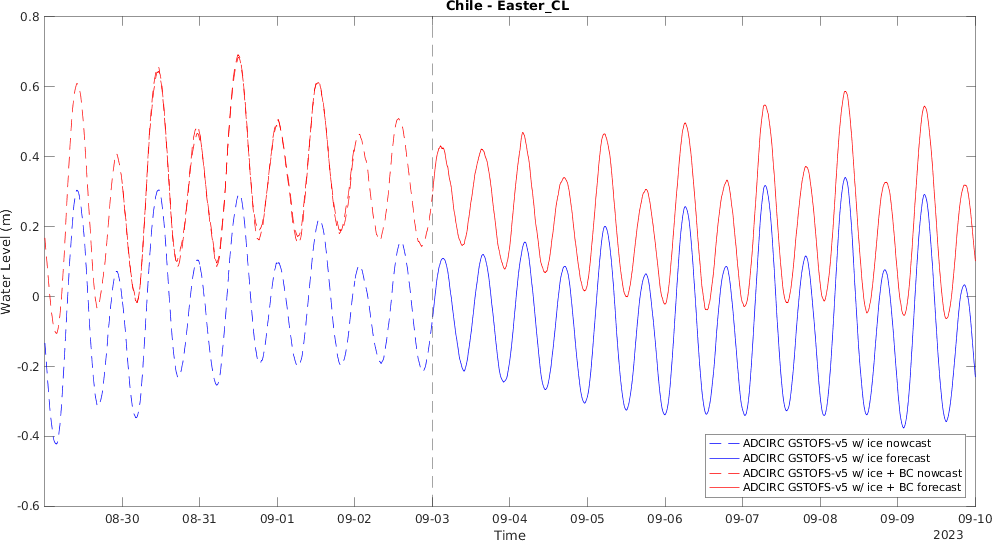 Chile - Easter_CL
0.8
0.6
0.4
0.2
0
-0.2
-0.4
-0.6
Water Level (m)
ADCIRC GSTOFS-v5 w/ ice nowcast
ADCIRC GSTOFS-v5 w/ ice forecast
ADCIRC GSTOFS-v5 w/ ice + BC nowcast
ADCIRC GSTOFS-v5 w/ ice + BC forecast
08-30 08-31 09-01 09-02 09-03 09-04 09-05 09-06 09-07 09-08 09-09 09-10
Time
2023